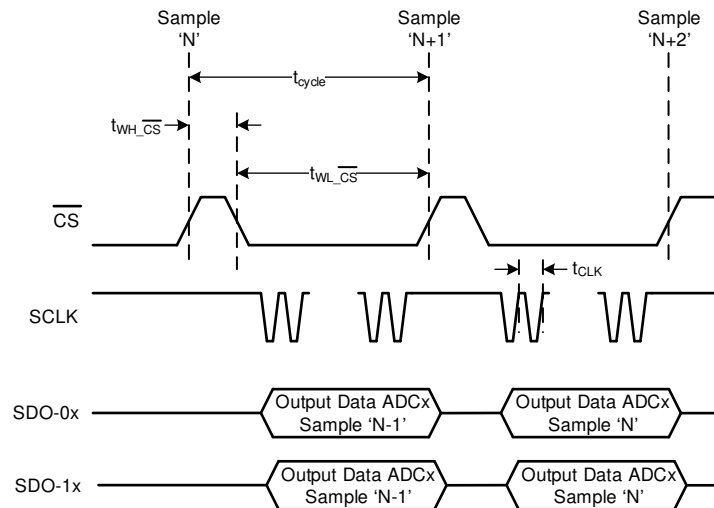 Sample
'N'
Sample
'N+1'
Sample
'N+2'
tcycle
tWH_CS
tWL_CS
CS
tCLK
SCLK
SDO-0x
Output Data ADCx
Sample 'N-1'
Output Data ADCx
Sample 'N'
SDO-1x
Output Data ADCx
Sample 'N-1'
Output Data ADCx
Sample 'N'